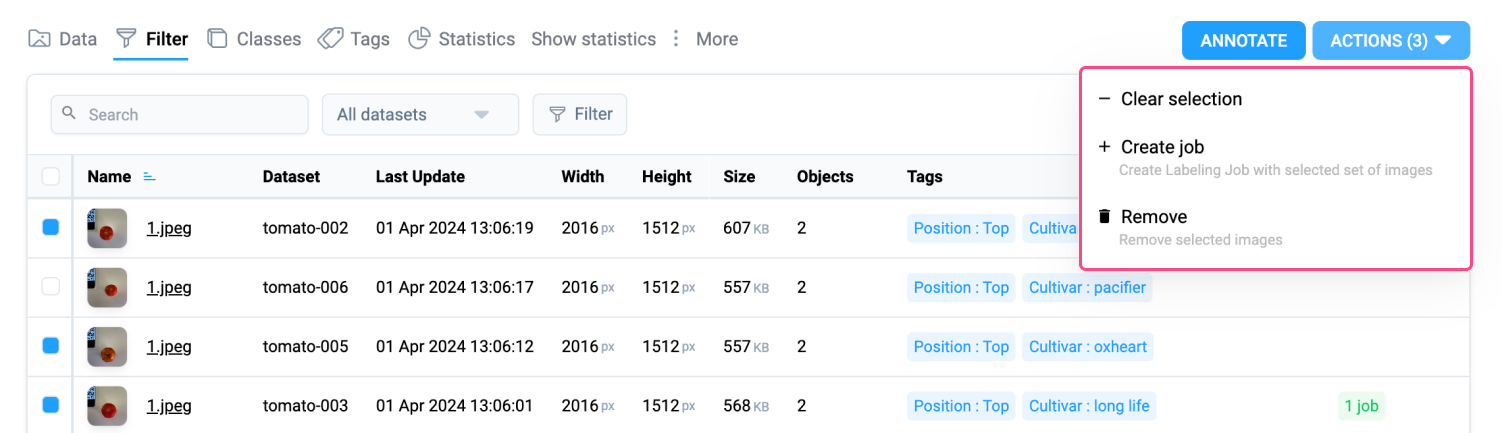 Data Filter Classes Tags Statistics Show statistics More ANNOTATE ACTIONS (3)
Clear selection
Search All datasets Filter
Create job
Create Labeling Job with selected set of images
Name Dataset Last Update Width Height Size Objects Tags
Remove
Remove selected images
1.jpeg tomato-002 01 Apr 2024 13:06:19 2016 px 1512 px 607 KB 2 Position : Top Cultiva
1.jpeg tomato-006 01 Apr 2024 13:06:17 2016 px 1512 px 557 KB 2 Position : Top Cultivar : pacifier
1.jpeg tomato-005 01 Apr 2024 13:06:12 2016 px 1512 px 557 KB 2 Position : Top Cultivar : oxheart
1.jpeg tomato-003 01 Apr 2024 13:06:01 2016 px 1512 px 568 KB 2 Position : Top Cultivar : long life 1 job